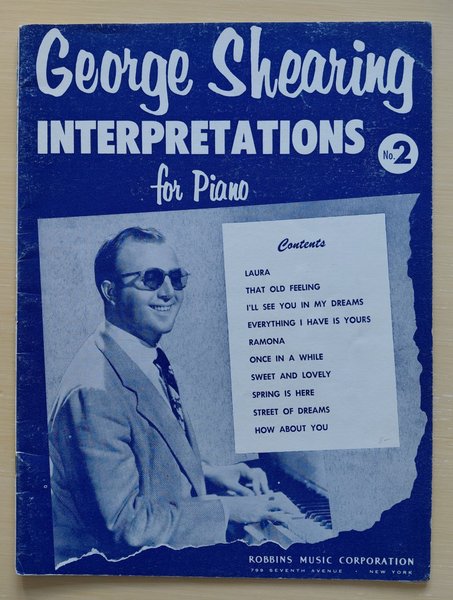 George Shearing
INTERPRETATIONS
No. 2
for Piano
Contents
LAURA
THAT OLD FEELING
I'LL SEE YOU IN MY DREAMS
EVERYTHING I HAVE IS YOURS
RAMONA
ONCE IN A WHILE
SWEET AND LOVELY
SPRING IS HERE
STREET OF DREAMS
HOW ABOUT YOU
ROBBINS MUSIC CORPORATION
799 SEVENTH AVENUE • NEW YORK